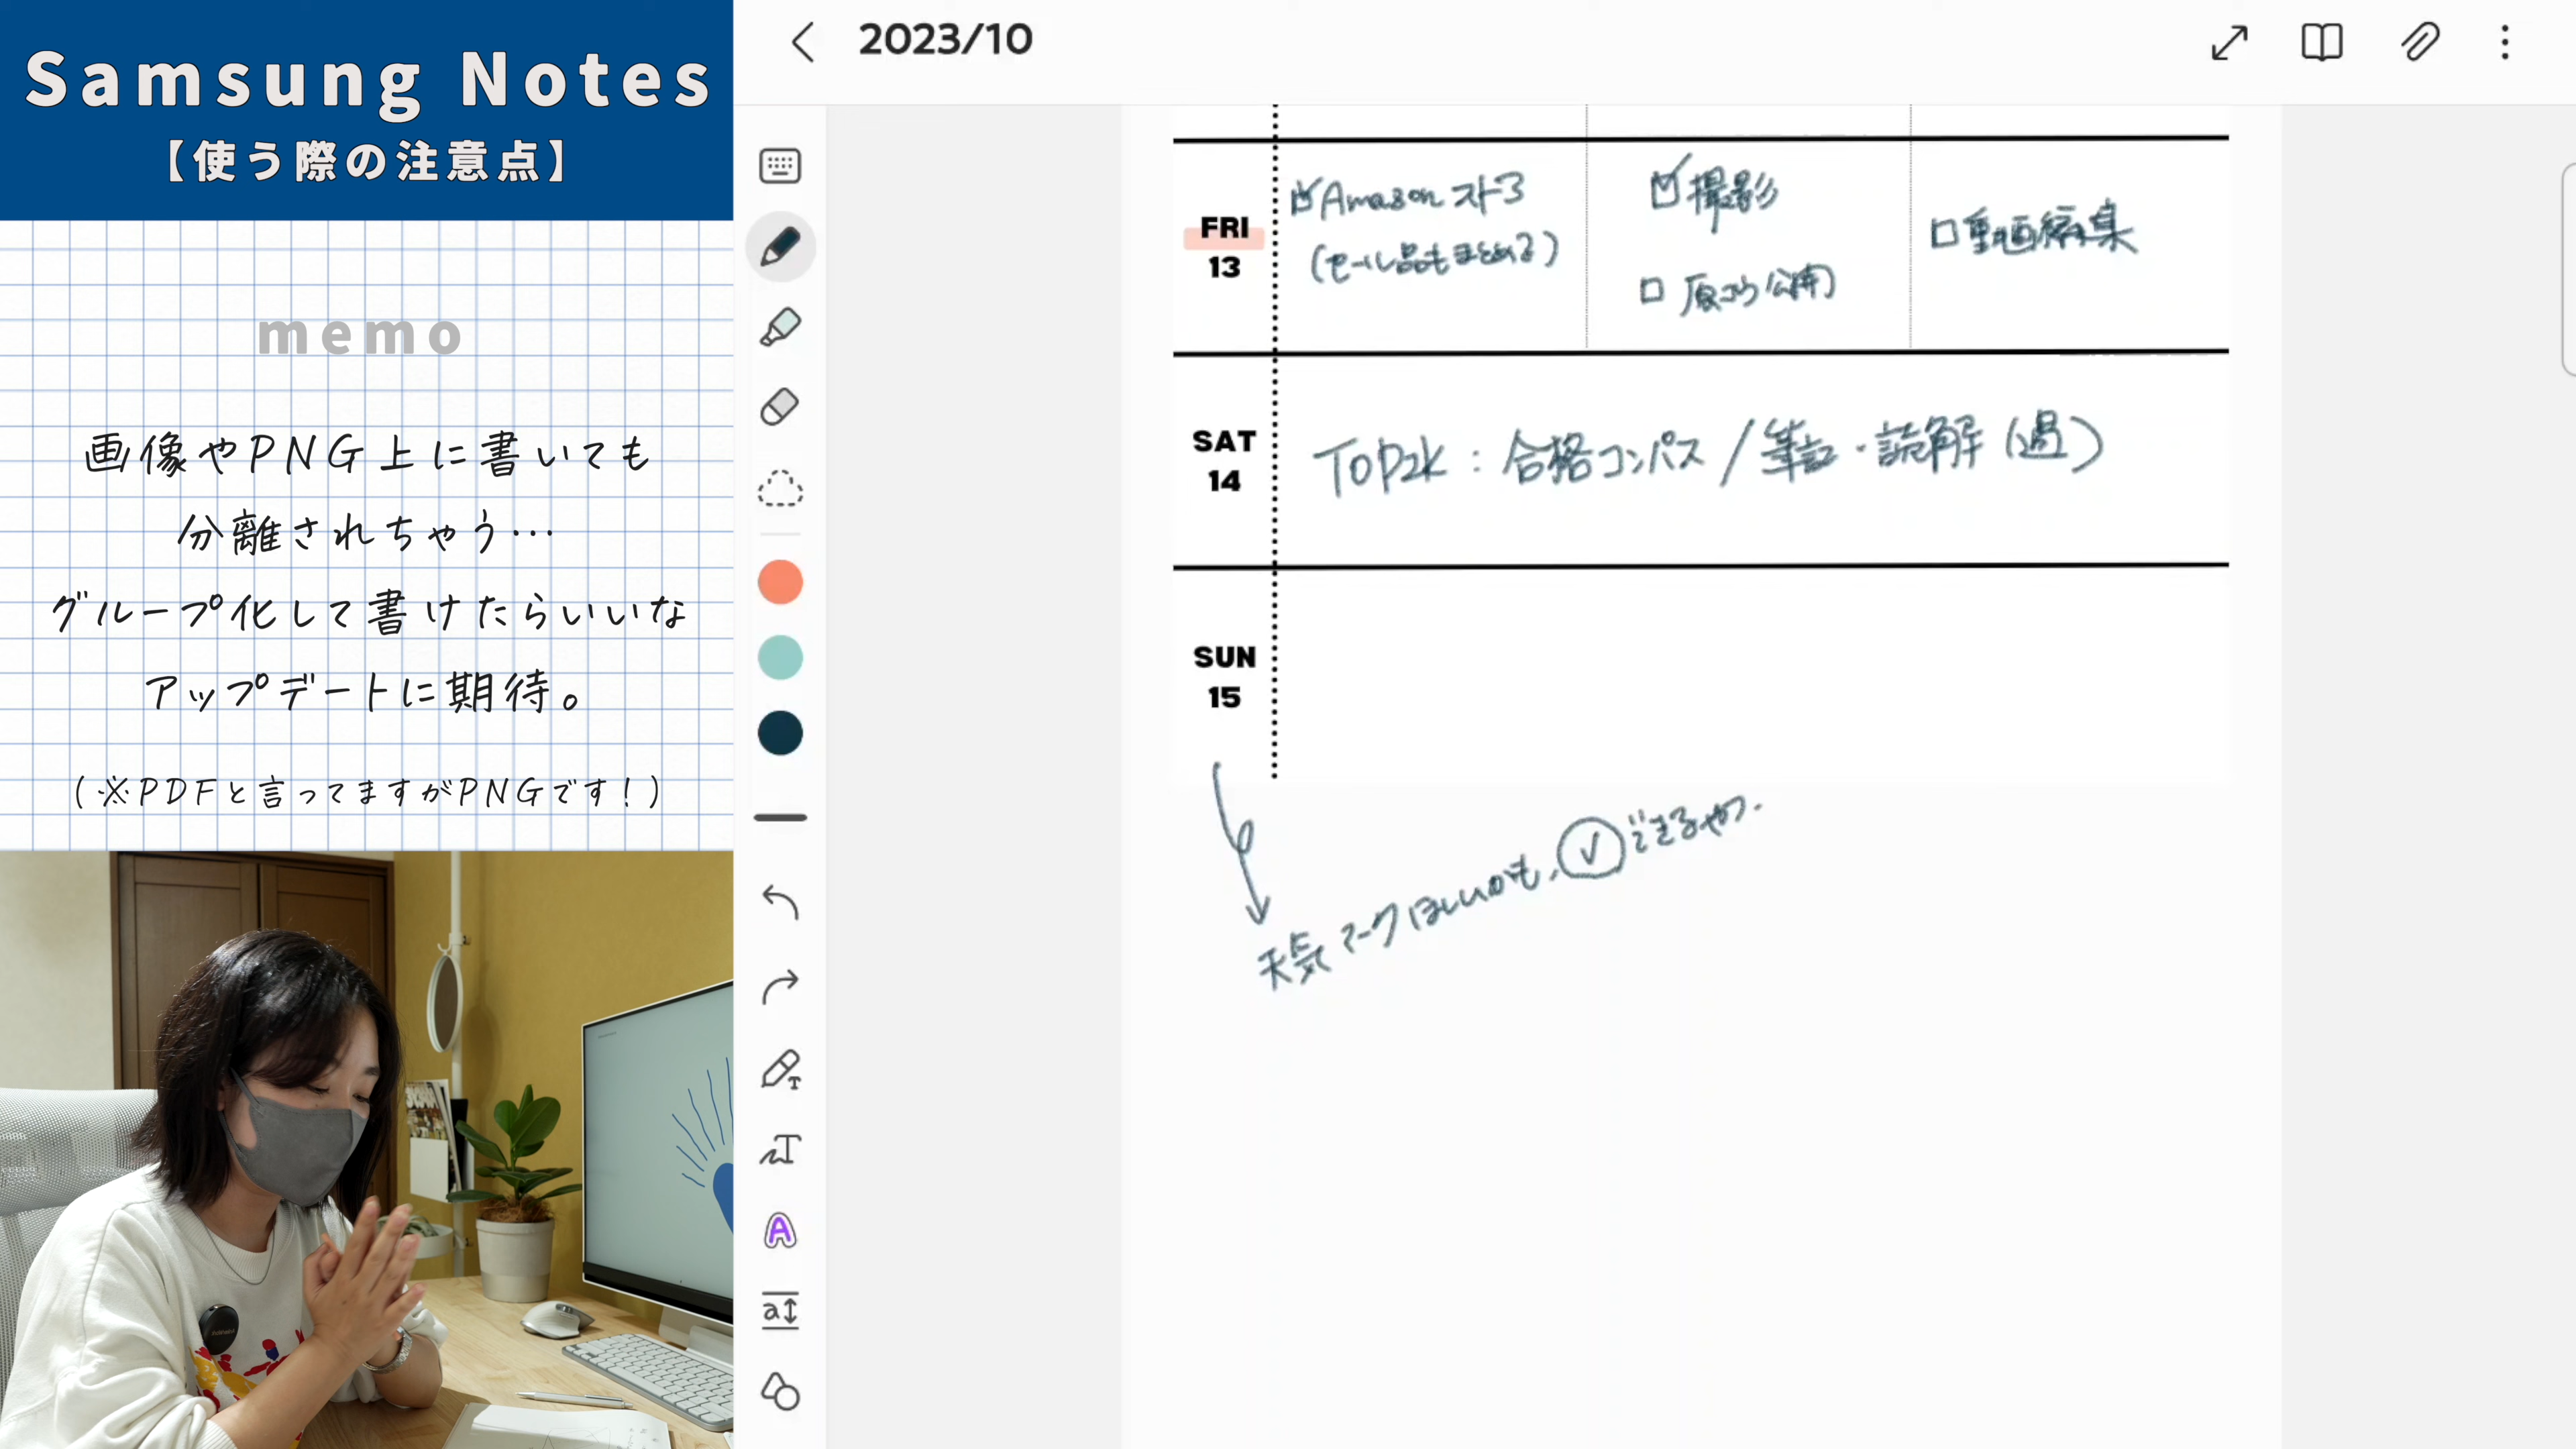 Samsung Notes
【使う際の注意点】
memo
画像やPNG上に書いても
分離されちゃう…
グループ化して書けたらいいな
アップデートに期待。
(※PDFと言ってますがPNGです!)
2023/10
FRI
13
Amazonストア
(セール品もまとめる)
撮影
原コウ公開
動画編集
SAT
14
TOPIK:合格コンパス/筆記・読解(過)
SUN
15
天気マークほしいかも、✓できるやつ.